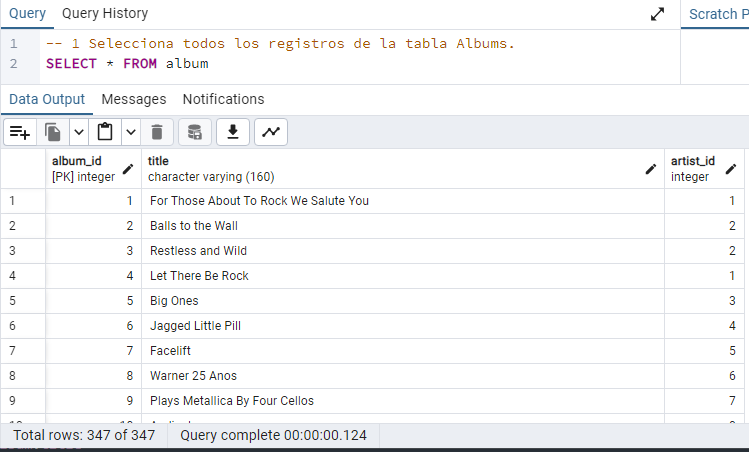 Query Query History Scratch P
1 -- 1 Selecciona todos los registros de la tabla Albums.
2 SELECT * FROM album
Data Output Messages Notifications
album_id title artist_id
[PK] integer character varying (160) integer
1 1 For Those About To Rock We Salute You 1
2 2 Balls to the Wall 2
3 3 Restless and Wild 2
4 4 Let There Be Rock 1
5 5 Big Ones 3
6 6 Jagged Little Pill 4
7 7 Facelift 5
8 8 Warner 25 Anos 6
9 9 Plays Metallica By Four Cellos 7
Total rows: 347 of 347 Query complete 00:00:00.124